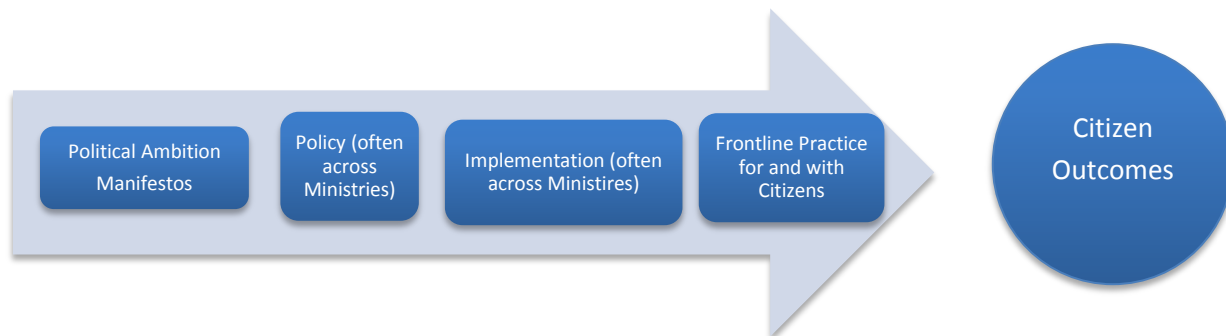 Political Ambition
Manifestos
Policy (often
across
Ministries)
Implementation (often
across Ministires)
Frontline Practice
for and with
Citizens
Citizen
Outcomes